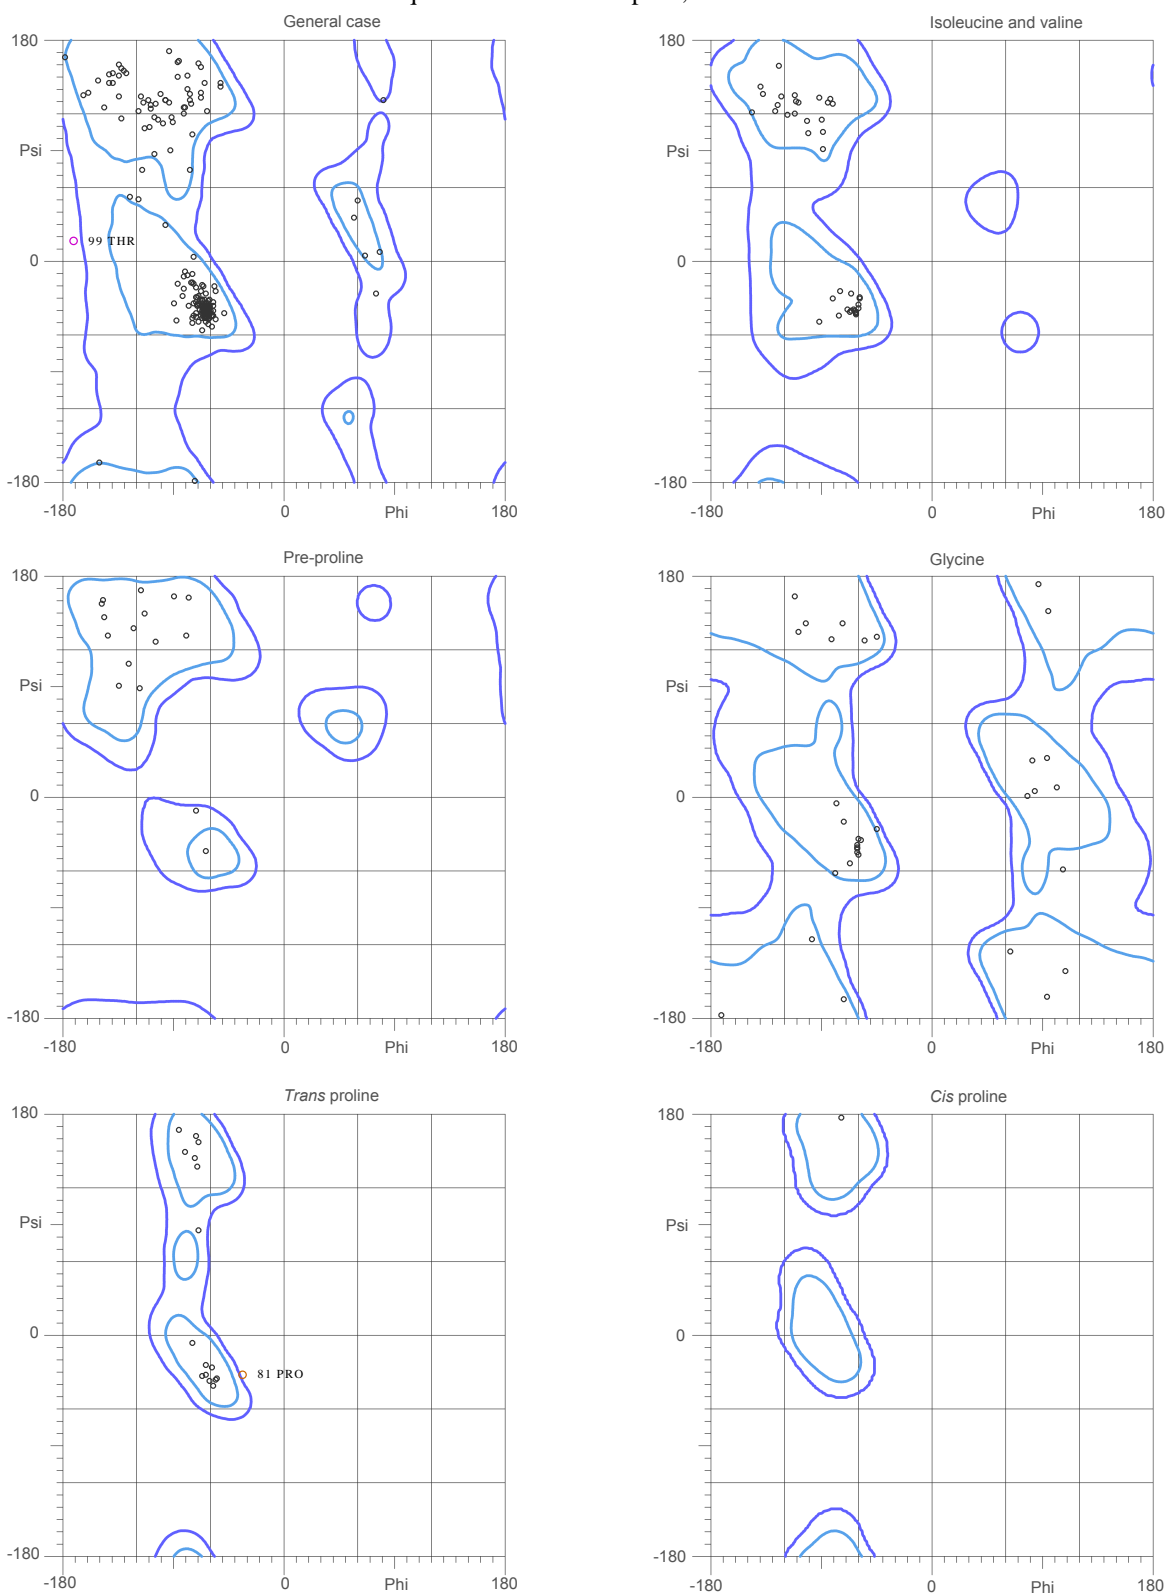 General case
Isoleucine and valine
180
180
Psi
Psi
99 THR
0
0
-180
-180
-180
0
Phi
180
-180
0
Phi
180
Pre-proline
Glycine
180
180
Psi
Psi
0
0
-180
-180
-180
0
Phi
180
-180
0
Phi
180
Trans proline
Cis proline
180
180
Psi
Psi
0
0
81 PRO
-180
-180
-180
0
Phi
180
-180
0
Phi
180